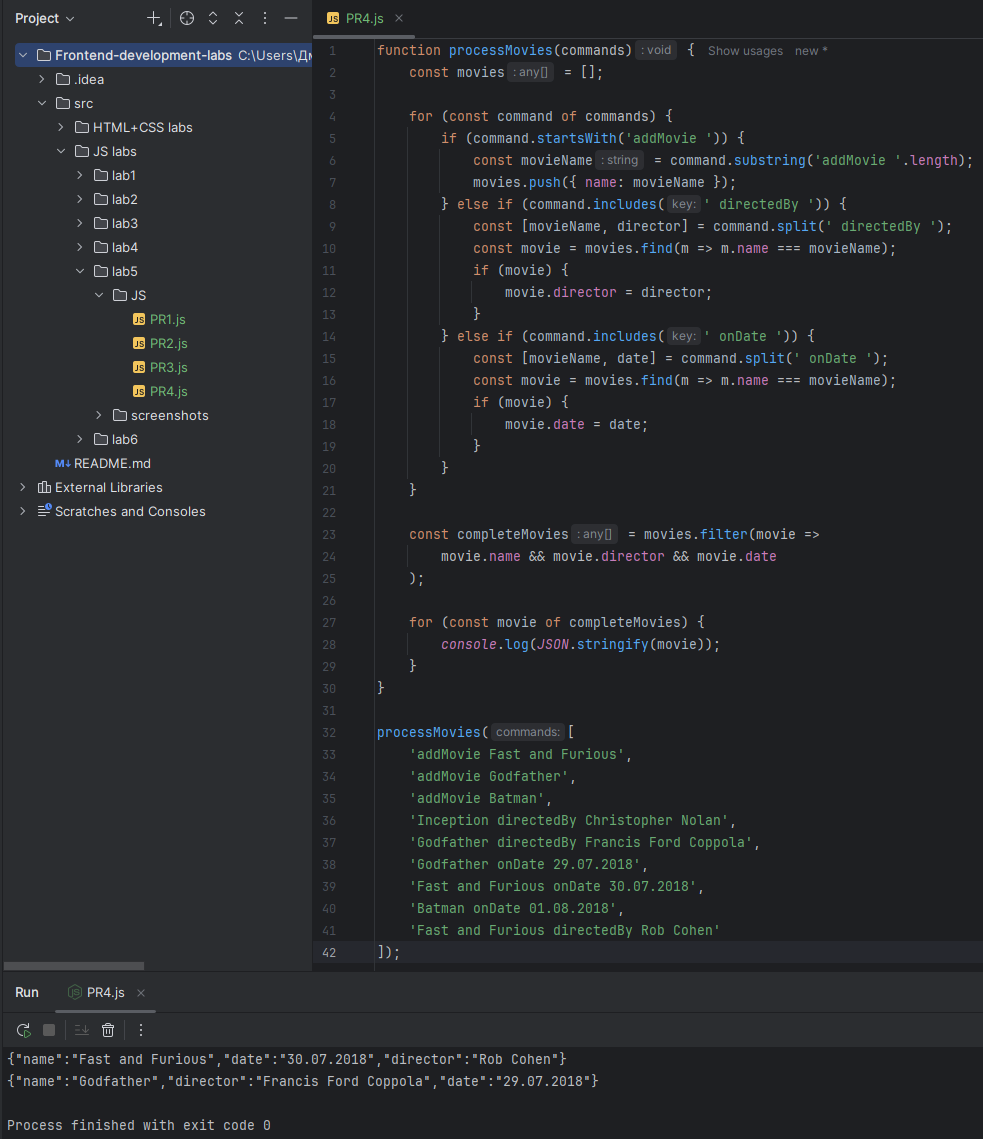 Project
Frontend-development-labs C:\Users\Дм
.idea
src
HTML+CSS labs
JS labs
lab1
lab2
lab3
lab4
lab5
JS
JS PR1.js
JS PR2.js
JS PR3.js
JS PR4.js
screenshots
lab6
M↓ README.md
External Libraries
Scratches and Consoles
JS PR4.js
1 function processMovies(commands) : void { Show usages new *
2 const movies : any[] = [];
3
4 for (const command of commands) {
5 if (command.startsWith('addMovie ')) {
6 const movieName : string = command.substring('addMovie '.length);
7 movies.push({ name: movieName });
8 } else if (command.includes( key: ' directedBy ')) {
9 const [movieName, director] = command.split(' directedBy ');
10 const movie = movies.find(m => m.name === movieName);
11 if (movie) {
12 movie.director = director;
13 }
14 } else if (command.includes( key: ' onDate ')) {
15 const [movieName, date] = command.split(' onDate ');
16 const movie = movies.find(m => m.name === movieName);
17 if (movie) {
18 movie.date = date;
19 }
20 }
21 }
22
23 const completeMovies : any[] = movies.filter(movie =>
24 movie.name && movie.director && movie.date
25 );
26
27 for (const movie of completeMovies) {
28 console.log(JSON.stringify(movie));
29 }
30 }
31
32 processMovies( commands: [
33 'addMovie Fast and Furious',
34 'addMovie Godfather',
35 'addMovie Batman',
36 'Inception directedBy Christopher Nolan',
37 'Godfather directedBy Francis Ford Coppola',
38 'Godfather onDate 29.07.2018',
39 'Fast and Furious onDate 30.07.2018',
40 'Batman onDate 01.08.2018',
41 'Fast and Furious directedBy Rob Cohen'
42 ]);
Run
PR4.js
{"name":"Fast and Furious","date":"30.07.2018","director":"Rob Cohen"}
{"name":"Godfather","director":"Francis Ford Coppola","date":"29.07.2018"}
Process finished with exit code 0